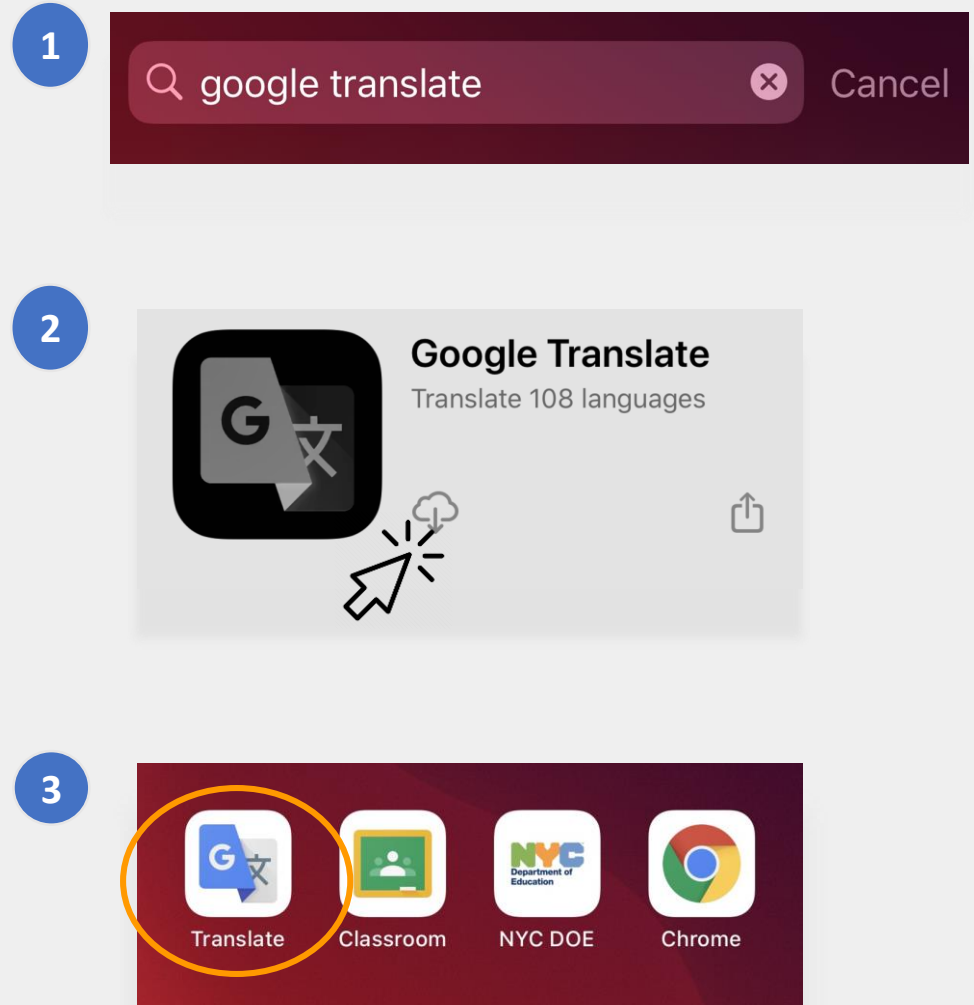 1
google translate
Cancel
2
Google Translate
Translate 108 languages
G
文
3
G
文
NYC
Department of
Education
Translate
Classroom
NYC DOE
Chrome